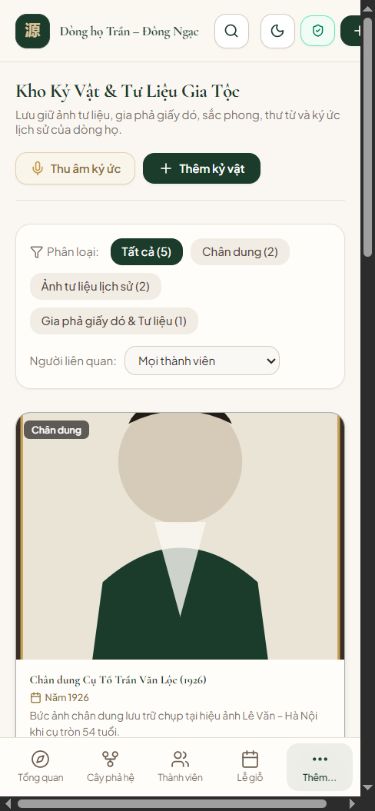 源 Dòng họ Trần – Đông Ngạc
Kho Kỷ Vật & Tư Liệu Gia Tộc
Lưu giữ ảnh tư liệu, gia phả giấy dó, sắc phong, thư từ và ký ức
lịch sử của dòng họ.
Thu âm ký ức
Thêm kỷ vật
Phân loại:
Tất cả (5)
Chân dung (2)
Ảnh tư liệu lịch sử (2)
Gia phả giấy dó & Tư liệu (1)
Người liên quan:
Mọi thành viên
Chân dung
Chân dung Cụ Tổ Trần Văn Lộc (1926)
Năm 1926
Bức ảnh chân dung lưu trữ chụp tại hiệu ảnh Lê Văn – Hà Nội
khi cụ tròn 54 tuổi.
Tổng quan
Cây phả hệ
Thành viên
Lễ giỗ
Thêm...